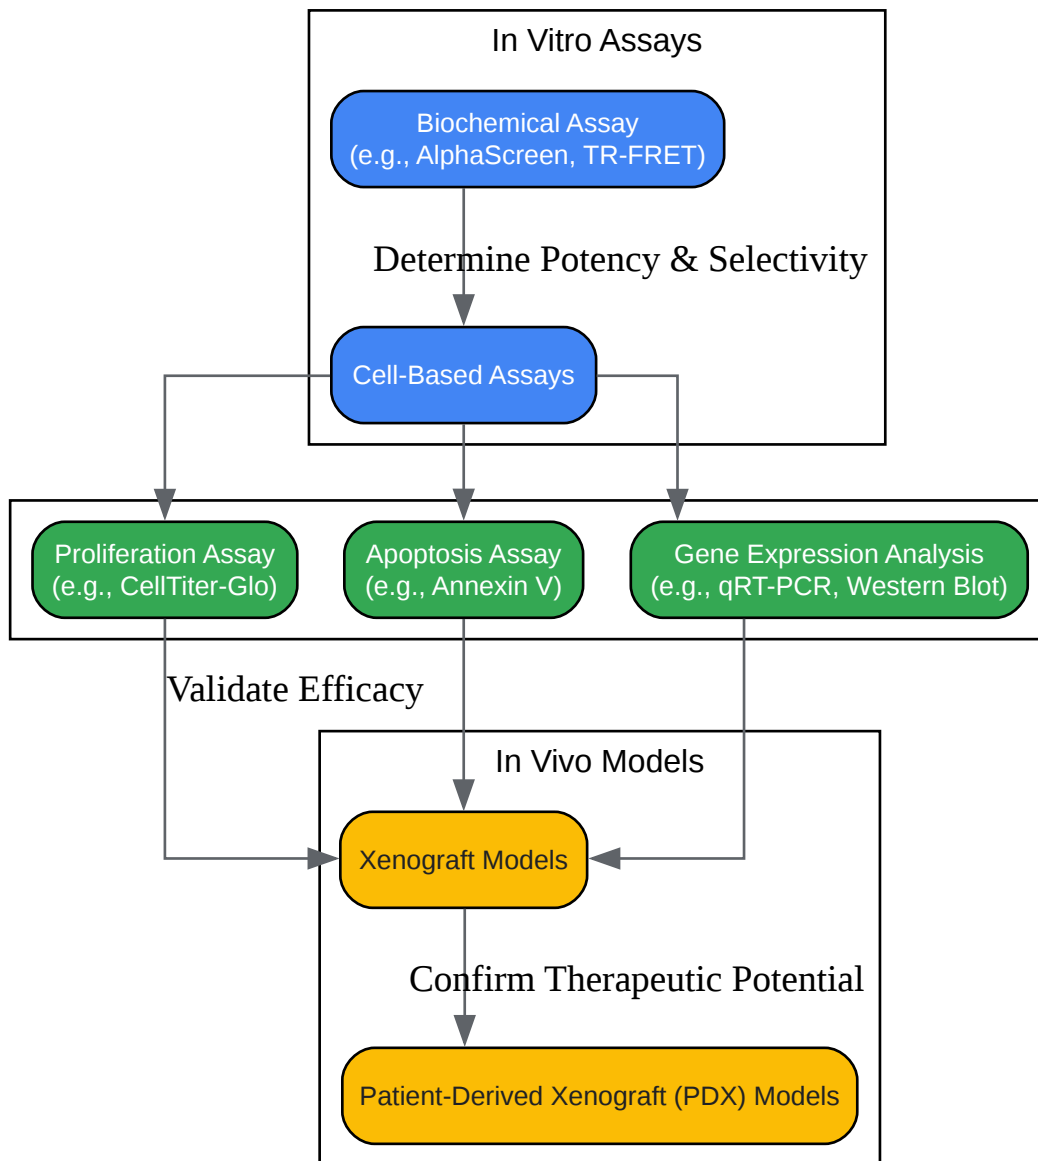 In Vitro Assays
Biochemical Assay
(e.g., AlphaScreen, TR-FRET)
Determine Potency & Selectivity
Cell-Based Assays
Proliferation Assay
(e.g., CellTiter-Glo)
Apoptosis Assay
(e.g., Annexin V)
Gene Expression Analysis
(e.g., qRT-PCR, Western Blot)
Validate Efficacy
In Vivo Models
Xenograft Models
Confirm Therapeutic Potential
Patient-Derived Xenograft (PDX) Models